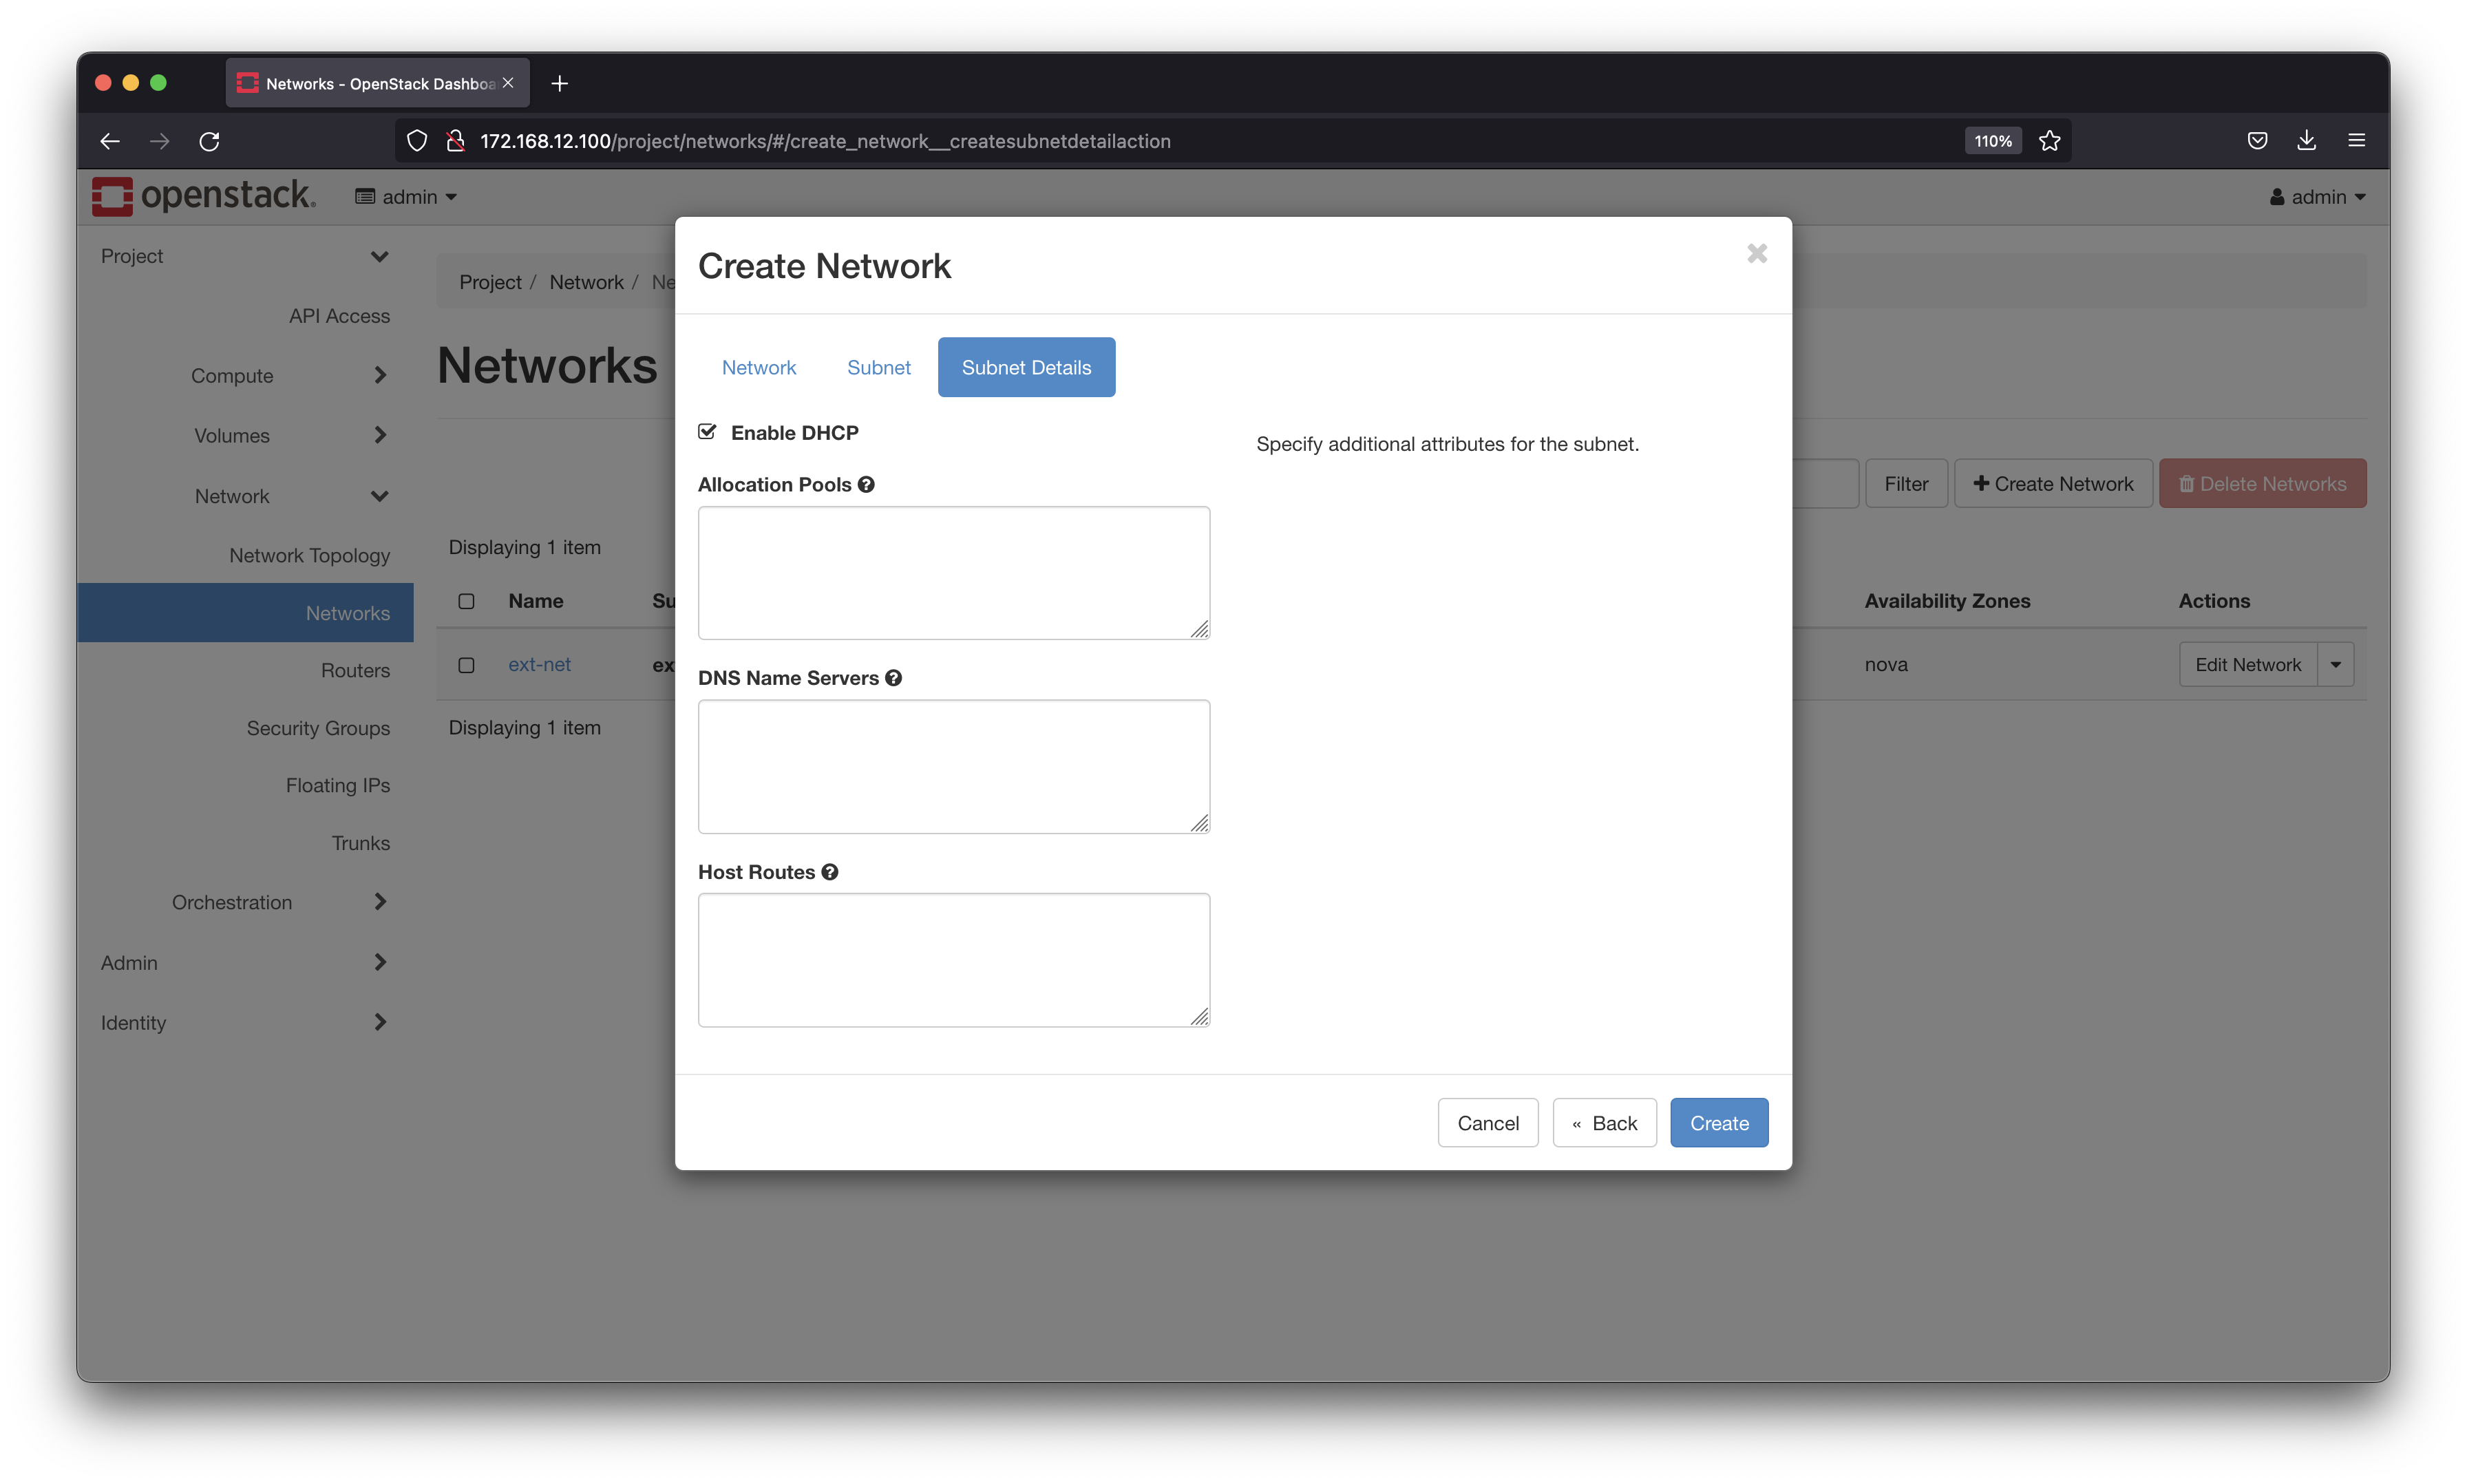 Networks - OpenStack Dashboa
172.168.12.100/project/networks/#/create_network__createsubnetdetailaction
110%
openstack.
admin
admin
Project
API Access
Compute
Volumes
Network
Network Topology
Networks
Routers
Security Groups
Floating IPs
Trunks
Orchestration
Admin
Identity
Project / Network / Ne
Networks
Filter
Create Network
Delete Networks
Displaying 1 item
Name Su Availability Zones Actions
ext-net ex nova Edit Network
Displaying 1 item
Create Network
Network Subnet Subnet Details
Enable DHCP
Specify additional attributes for the subnet.
Allocation Pools
DNS Name Servers
Host Routes
Cancel « Back Create